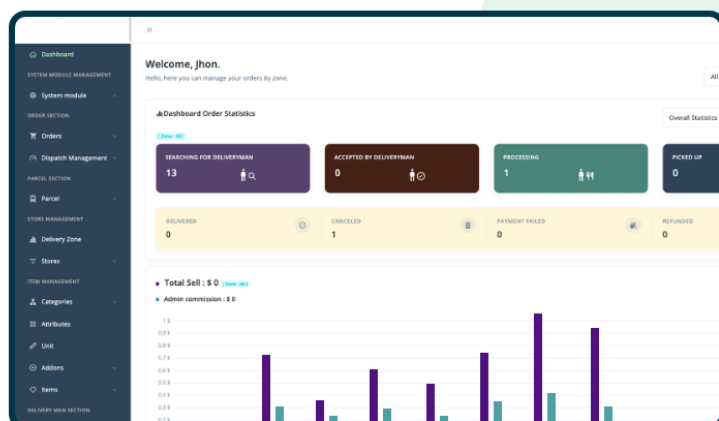 Dashboard
SYSTEM MODULE MANAGEMENT
System module
ORDER SECTION
Orders
Dispatch Management
PARCEL SECTION
Parcel
STORE MANAGEMENT
Delivery Zone
Stores
ITEM MANAGEMENT
Categories
Attributes
Unit
Addons
Items
DELIVERY MAN SECTION
Welcome, Jhon.
Hello, here you can manage your orders by zone.
All
Dashboard Order Statistics
Overall Statistics
( Zone : All )
SEARCHING FOR DELIVERYMAN
13
ACCEPTED BY DELIVERYMAN
0
PROCESSING
1
PICKED UP
0
DELIVERED
0
CANCELED
1
PAYMENT FAILED
0
REFUNDED
0
Total Sell : $ 0 ( Zone : All )
Admin commission : $ 0
1 $
0.9 $
0.8 $
0.7 $
0.6 $
0.5 $
0.4 $
0.3 $
0.2 $